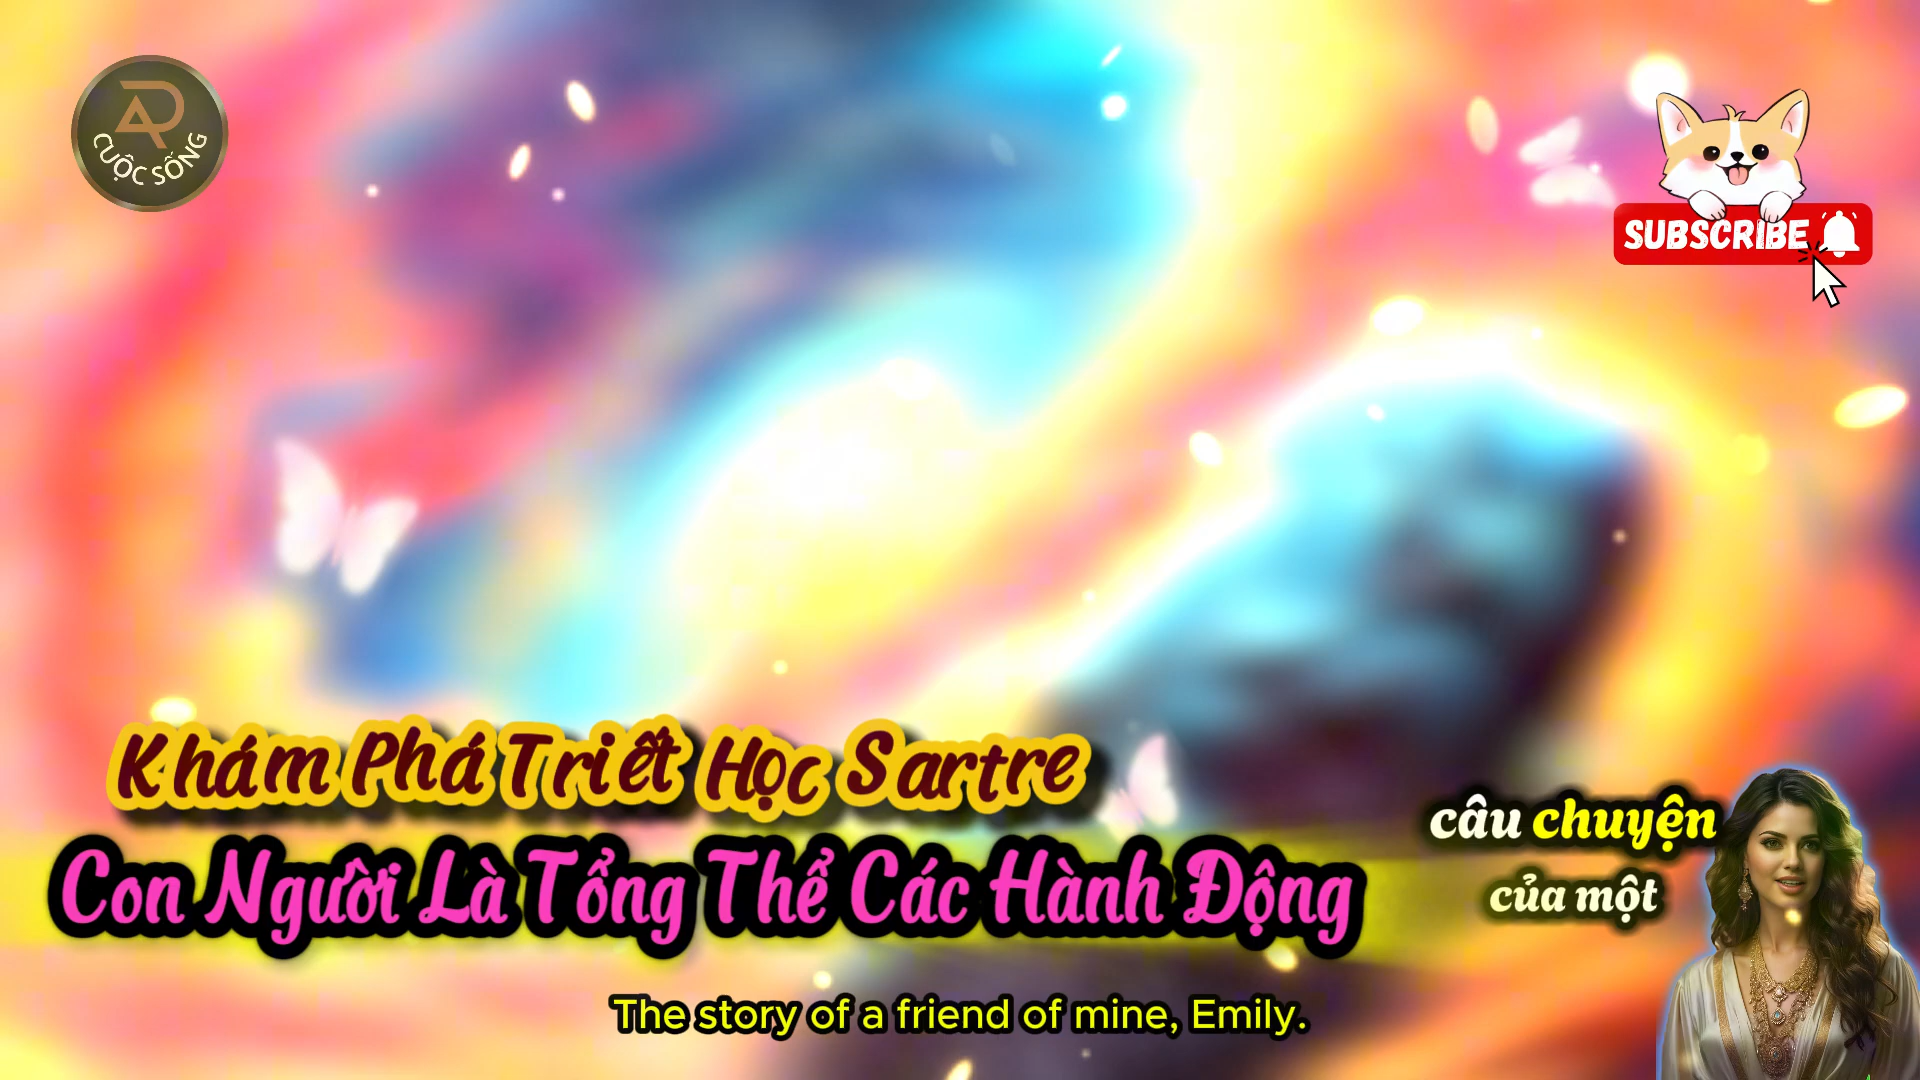 CUỘC SỐNG
SUBSCRIBE
Khám Phá Triết Học Sartre
Con Người Là Tổng Thể Các Hành Động
câu chuyện
của một
The story of a friend of mine, Emily.